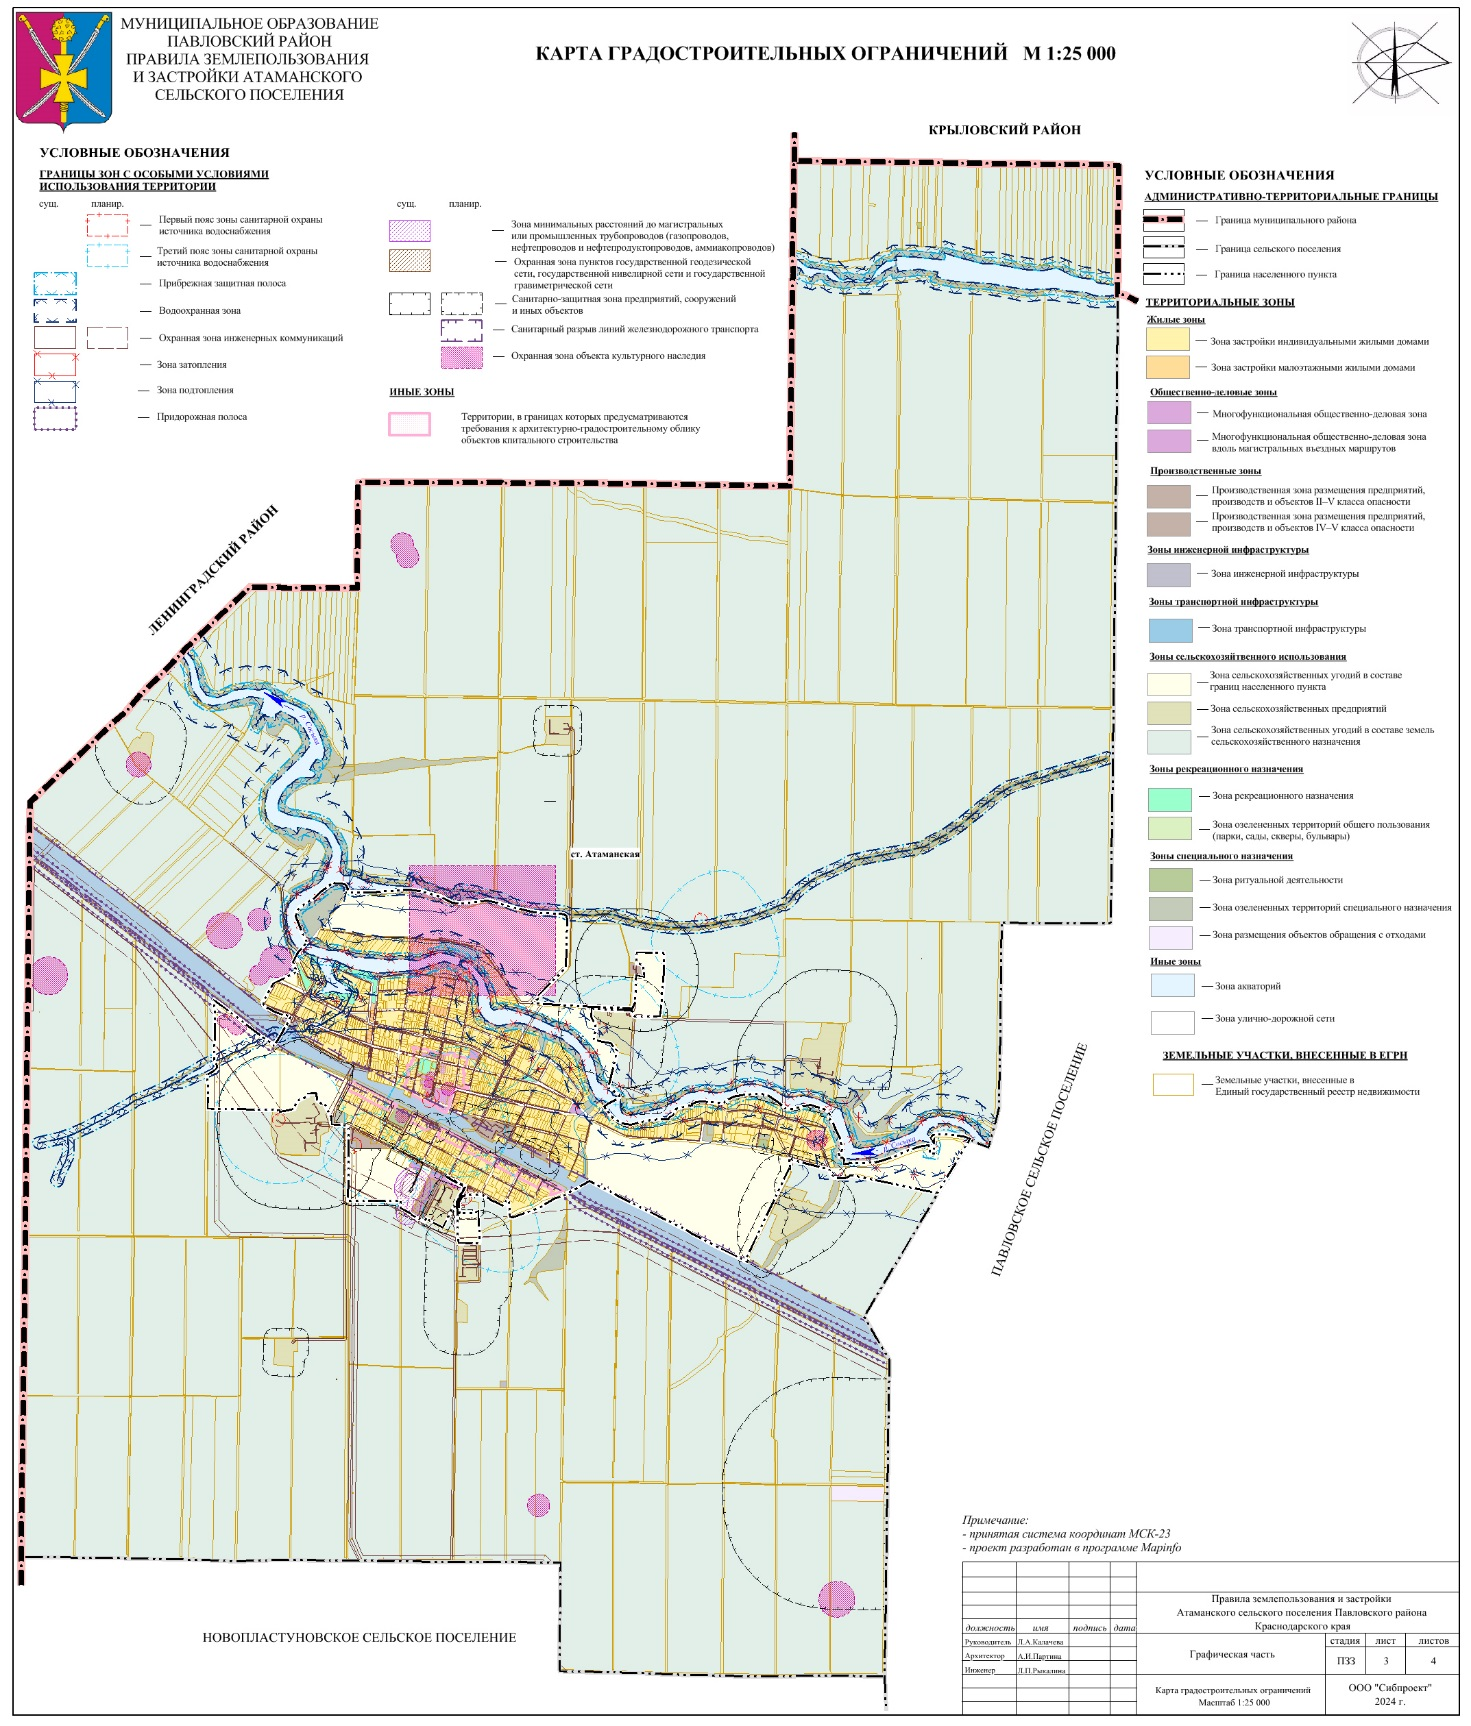 МУНИЦИПАЛЬНОЕ ОБРАЗОВАНИЕ
ПАВЛОВСКИЙ РАЙОН
ПРАВИЛА ЗЕМЛЕПОЛЬЗОВАНИЯ
И ЗАСТРОЙКИ АТАМАНСКОГО
СЕЛЬСКОГО ПОСЕЛЕНИЯ
КАРТА ГРАДОСТРОИТЕЛЬНЫХ ОГРАНИЧЕНИЙ М 1:25 000
КРЫЛОВСКИЙ РАЙОН
УСЛОВНЫЕ ОБОЗНАЧЕНИЯ
ГРАНИЦЫ ЗОН С ОСОБЫМИ УСЛОВИЯМИ
ИСПОЛЬЗОВАНИЯ ТЕРРИТОРИИ
сущ. планир.
Первый пояс зоны санитарной охраны
источника водоснабжения
Третий пояс зоны санитарной охраны
источника водоснабжения
Прибрежная защитная полоса
Водоохранная зона
Охранная зона инженерных коммуникаций
Зона затопления
Зона подтопления
Придорожная полоса
сущ. планир.
Зона минимальных расстояний до магистральных
или промышленных трубопроводов (газопроводов,
нефтепроводов и нефтепродуктопроводов, аммиакопроводов)
Охранная зона пунктов государственной геодезической
сети, государственной нивелирной сети и государственной
гравиметрической сети
Санитарно-защитная зона предприятий, сооружений
и иных объектов
Санитарный разрыв линий железнодорожного транспорта
Охранная зона объекта культурного наследия
ИНЫЕ ЗОНЫ
Территории, в границах которых предусматриваются
требования к архитектурно-градостроительному облику
объектов кпитального строительства
УСЛОВНЫЕ ОБОЗНАЧЕНИЯ
АДМИНИСТРАТИВНО-ТЕРРИТОРИАЛЬНЫЕ ГРАНИЦЫ
Граница муниципального района
Граница сельского поселения
Граница населенного пункта
ТЕРРИТОРИАЛЬНЫЕ ЗОНЫ
Жилые зоны
Зона застройки индивидуальными жилыми домами
Зона застройки малоэтажными жилыми домами
Общественно-деловые зоны
Многофункциональная общественно-деловая зона
Многофункциональная общественно-деловая зона
вдоль магистральных въездных маршрутов
Производственные зоны
Производственная зона размещения предприятий,
производств и объектов II–V класса опасности
Производственная зона размещения предприятий,
производств и объектов IV–V класса опасности
Зоны инженерной инфраструктуры
Зона инженерной инфраструктуры
Зоны транспортной инфраструктуры
Зона транспортной инфраструктуры
Зоны сельскохозяйтвенного использования
Зона сельскохозяйственных угодий в составе
границ населенного пункта
Зона сельскохозяйственных предприятий
Зона сельскохозяйственных угодий в составе земель
сельскохозяйственного назначения
Зоны рекреационного назначения
Зона рекреационного назначения
Зона озелененных территорий общего пользования
(парки, сады, скверы, бульвары)
Зоны специального назначения
Зона ритуальной деятельности
Зона озелененных территорий специального назначения
Зона размещения объектов обращения с отходами
Иные зоны
Зона акваторий
Зона улично-дорожной сети
ЗЕМЕЛЬНЫЕ УЧАСТКИ, ВНЕСЕННЫЕ В ЕГРН
Земельные участки, внесенные в
Единый государственный реестр недвижимости
ЛЕНИНГРАДСКИЙ РАЙОН
р. Сосыка
ст. Атаманская
р. Сосыка
ПАВЛОВСКОЕ СЕЛЬСКОЕ ПОСЕЛЕНИЕ
НОВОПЛАСТУНОВСКОЕ СЕЛЬСКОЕ ПОСЕЛЕНИЕ
Примечание:
- принятая система координат МСК-23
- проект разработан в программе Mapinfo
Правила землепользования и застройки
Атаманского сельского поселения Павловского района
Краснодарского края
должность имя подпись дата
Руководитель Л.А.Калачева
Архитектор А.И.Партина
Инженер Л.П.Рыкалина
Графическая часть
стадия лист листов
ПЗЗ 3 4
Карта градостроительных ограничений
Масштаб 1:25 000
ООО "Сибпроект"
2024 г.